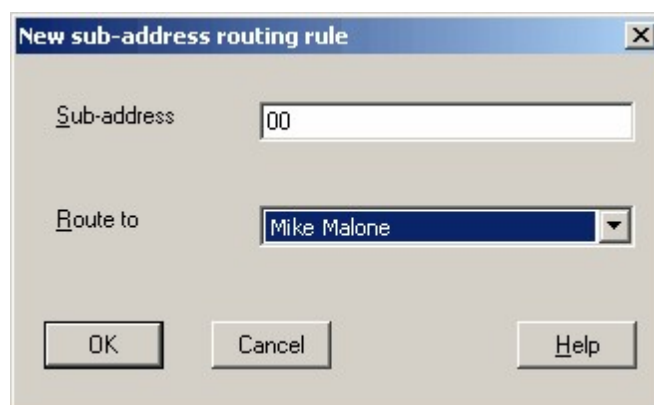 New sub-address routing rule
Sub-address 00
Route to Mike Malone
OK Cancel Help